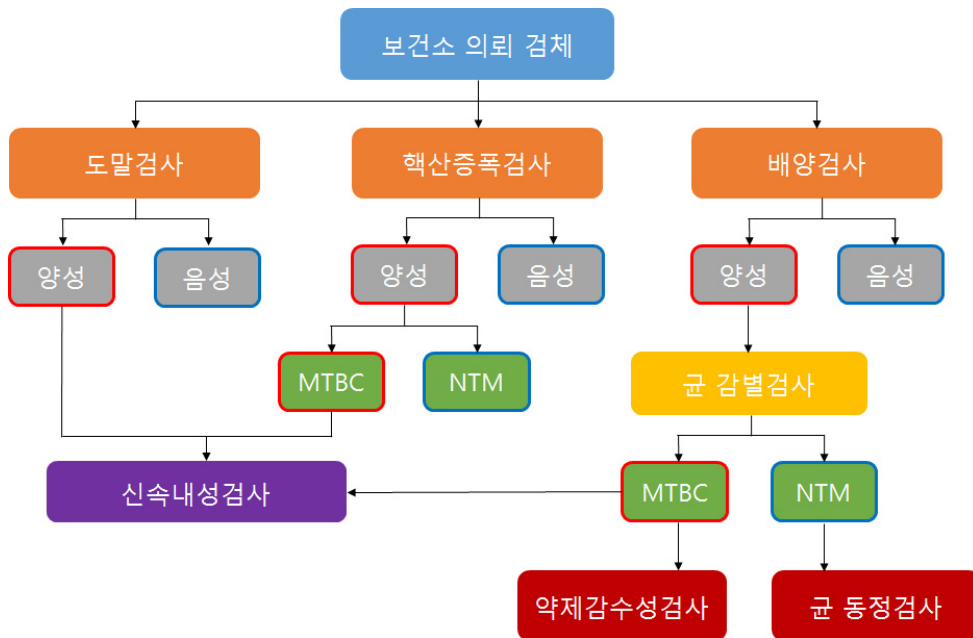 보건소 의뢰 검체
도말검사
핵산증폭검사
배양검사
양성
음성
양성
음성
양성
음성
MTBC
NTM
균 감별검사
신속내성검사
MTBC
NTM
약제감수성검사
균 동정검사